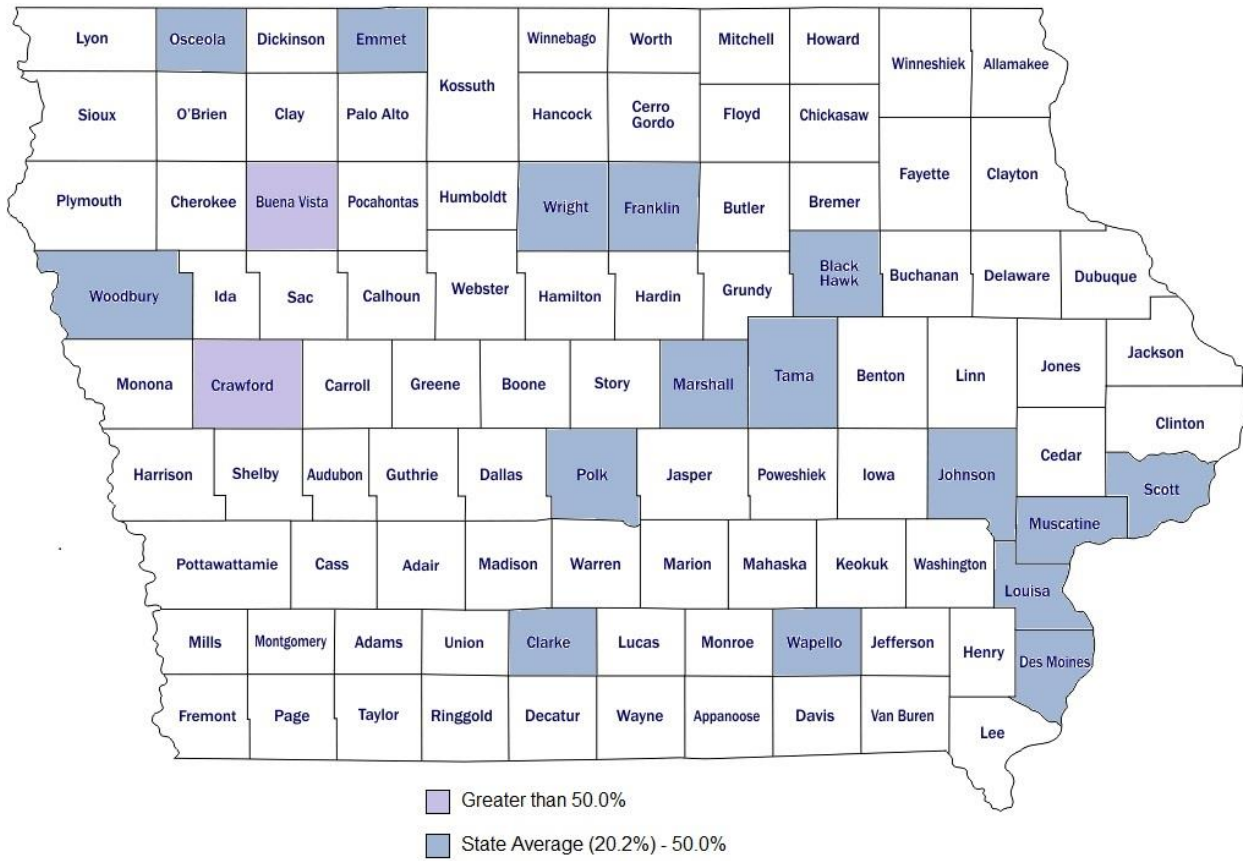 Lyon
Osceola
Dickinson
Emmet
Winnebago
Worth
Mitchell
Howard
Winneshiek
Allamakee
Kossuth
Sioux
O'Brien
Clay
Palo Alto
Hancock
Cerro
Gordo
Floyd
Chickasaw
Plymouth
Cherokee
Buena Vista
Pocahontas
Humboldt
Wright
Franklin
Butler
Bremer
Fayette
Clayton
Woodbury
Ida
Sac
Calhoun
Webster
Hamilton
Hardin
Grundy
Black
Hawk
Buchanan
Delaware
Dubuque
Monona
Crawford
Carroll
Greene
Boone
Story
Marshall
Tama
Benton
Linn
Jones
Jackson
Clinton
Harrison
Shelby
Audubon
Guthrie
Dallas
Polk
Jasper
Poweshiek
Iowa
Johnson
Cedar
Scott
Muscatine
Pottawattamie
Cass
Adair
Madison
Warren
Marion
Mahaska
Keokuk
Washington
Louisa
Mills
Montgomery
Adams
Union
Clarke
Lucas
Monroe
Wapello
Jefferson
Henry
Des Moines
Fremont
Page
Taylor
Ringgold
Decatur
Wayne
Appanoose
Davis
Van Buren
Lee
Greater than 50.0%
State Average (20.2%) - 50.0%